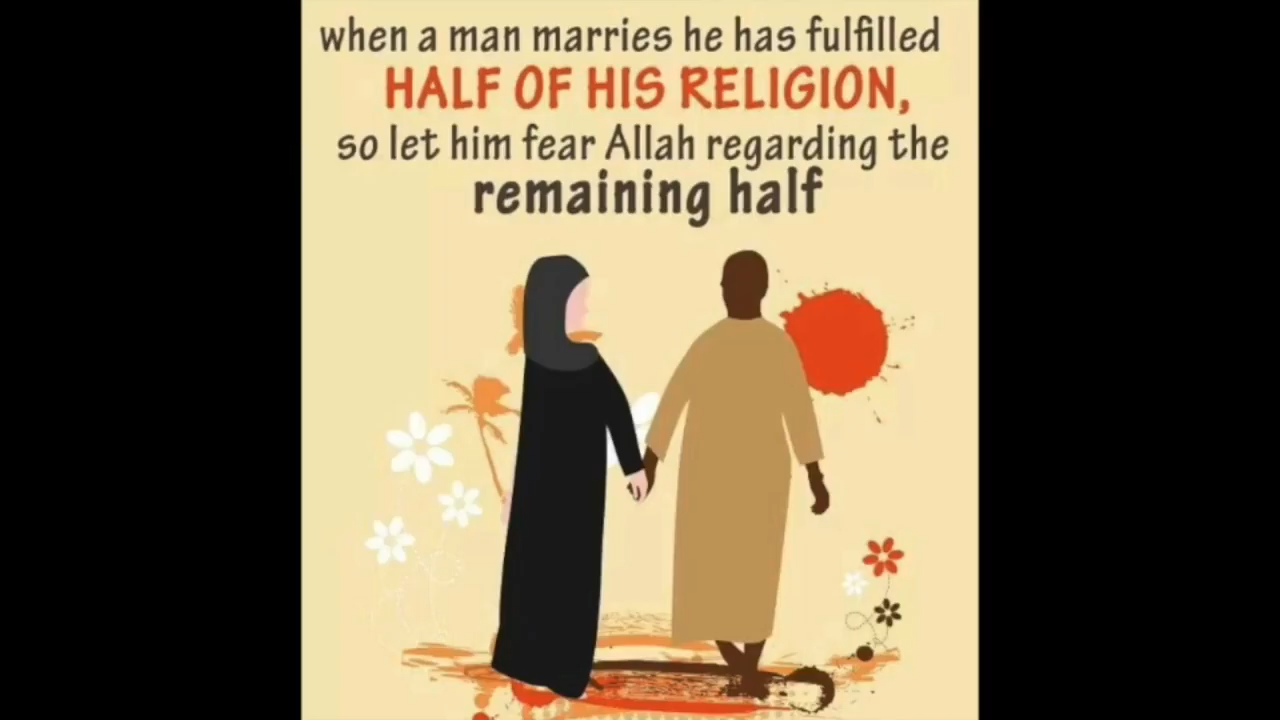 when a man marries he has fulfilled
HALF OF HIS RELIGION,
so let him fear Allah regarding the
remaining half